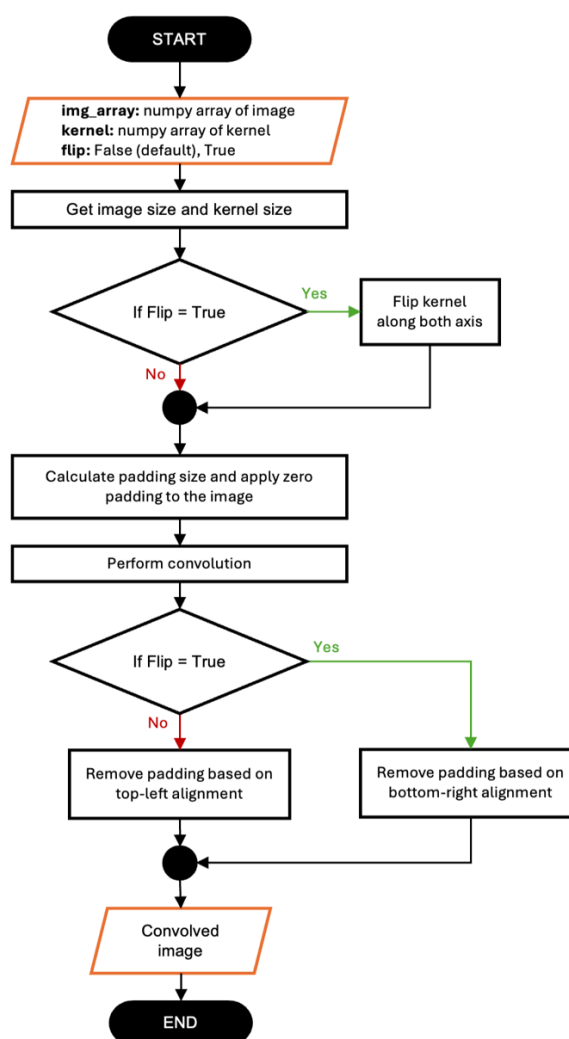 START
img_array: numpy array of image
kernel: numpy array of kernel
flip: False (default), True
Get image size and kernel size
If Flip = True
Yes
Flip kernel
along both axis
No
Calculate padding size and apply zero
padding to the image
Perform convolution
If Flip = True
Yes
No
Remove padding based on
top-left alignment
Remove padding based on
bottom-right alignment
Convolved
image
END